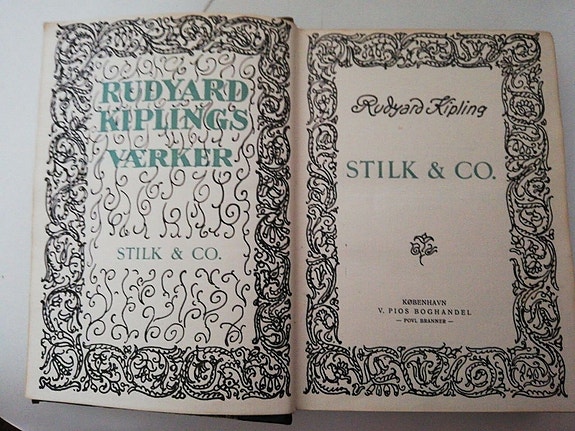 RUDYARD
KIPLINGS
VÆRKER
STILK & CO.
Rudyard Kipling
STILK & CO.
KØBENHAVN
V. PIOS BOGHANDEL
— POVL BRANNER —